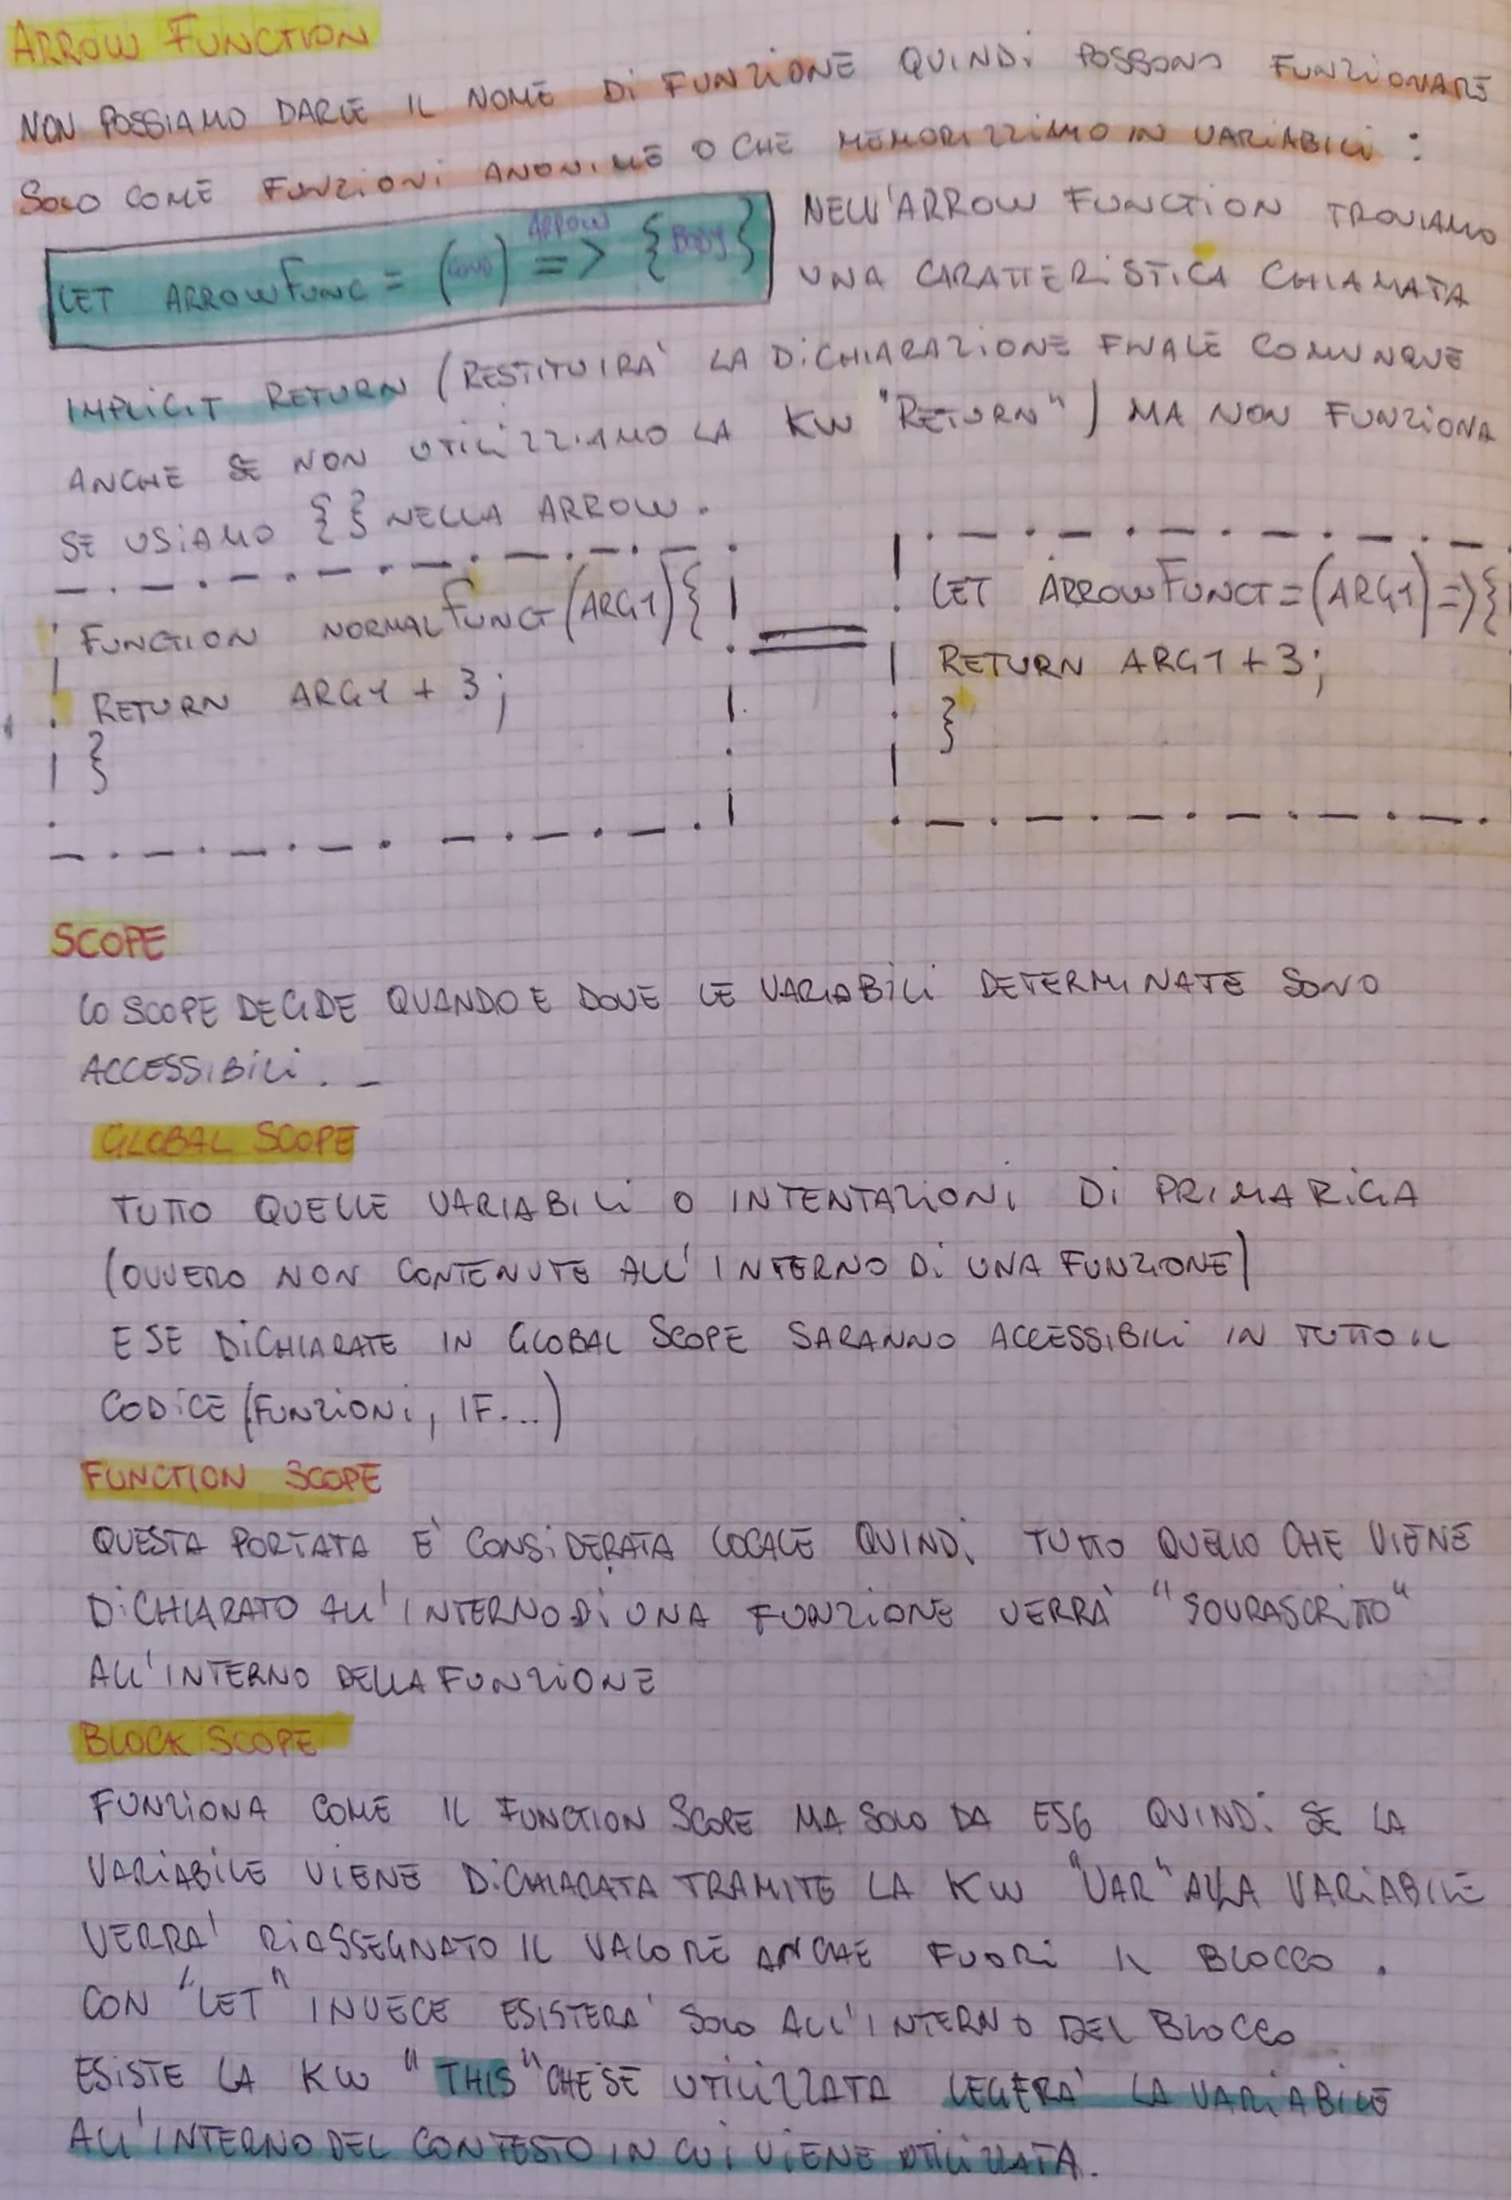 ARROW FUNCTION
NON POSSIAMO DARLE IL NOME Di FUNZIONE QUINDi POSSONO FUNZIONARE
SOLO COME FUNZIONi ANONIME O CHE MEMORIZZIAMO IN VARIABILI :
LET ARROWFUNC = ( ) ARROW => { BODY }
NELL'ARROW FUNCTION TROVIAMO
UNA CARATTERiSTICA CHIAMATA
IMPLICIT RETURN (RESTITUIRA' LA DiCHIARAZIONE FINALE COMUNQUE
ANCHE SE NON UTILIZZIAMO LA KW "RETURN") MA NON FUNZIONA
SE USIAMO {} NELLA ARROW.
FUNCTION NORMALFUNCT(ARG1){
RETURN ARG1 + 3;
}
=
LET ARROWFUNCT=(ARG1)=>{
RETURN ARG1 + 3;
}
SCOPE
LO SCOPE DECIDE QUANDO E DOVE LE VARIABILI DETERMINATE SONO
ACCESSIBILI. _
GLOBAL SCOPE
TUTTO QUELLE VARIABILI O INTENTAZIONI Di PRIMA RIGA
(OVVERO NON CONTENUTE ALL'INTERNO Di UNA FUNZIONE)
E SE DiCHIARATE IN GLOBAL SCOPE SARANNO ACCESSIBILI IN TUTTO IL
CODICE (FUNZIONI, IF...)
FUNCTION SCOPE
QUESTA PORTATA E' CONSIDERATA LOCALE QUINDi TUTTO QUELLO CHE VIENE
DiCHIARATO ALL'INTERNO Di UNA FUNZIONE VERRÀ "SOVRASCRITTO"
ALL'INTERNO DELLA FUNZIONE
BLOCK SCOPE
FUNZIONA COME IL FUNCTION SCOPE MA SOLO DA ES6 QUINDi SE LA
VARIABILE VIENE DiCHIARATA TRAMITE LA KW "VAR" ALLA VARIABILE
VERRA' RIASSEGNATO IL VALORE ANCHE FUORI IL BLOCCO.
CON "LET" INVECE ESISTERA' SOLO ALL'INTERNO DEL BLOCCO
ESISTE LA KW "THIS" CHE SE UTILIZZATA LEGERA' LA VARIABILE
ALL'INTERNO DEL CONTESTO IN CUI VIENE UTILIZZATA.